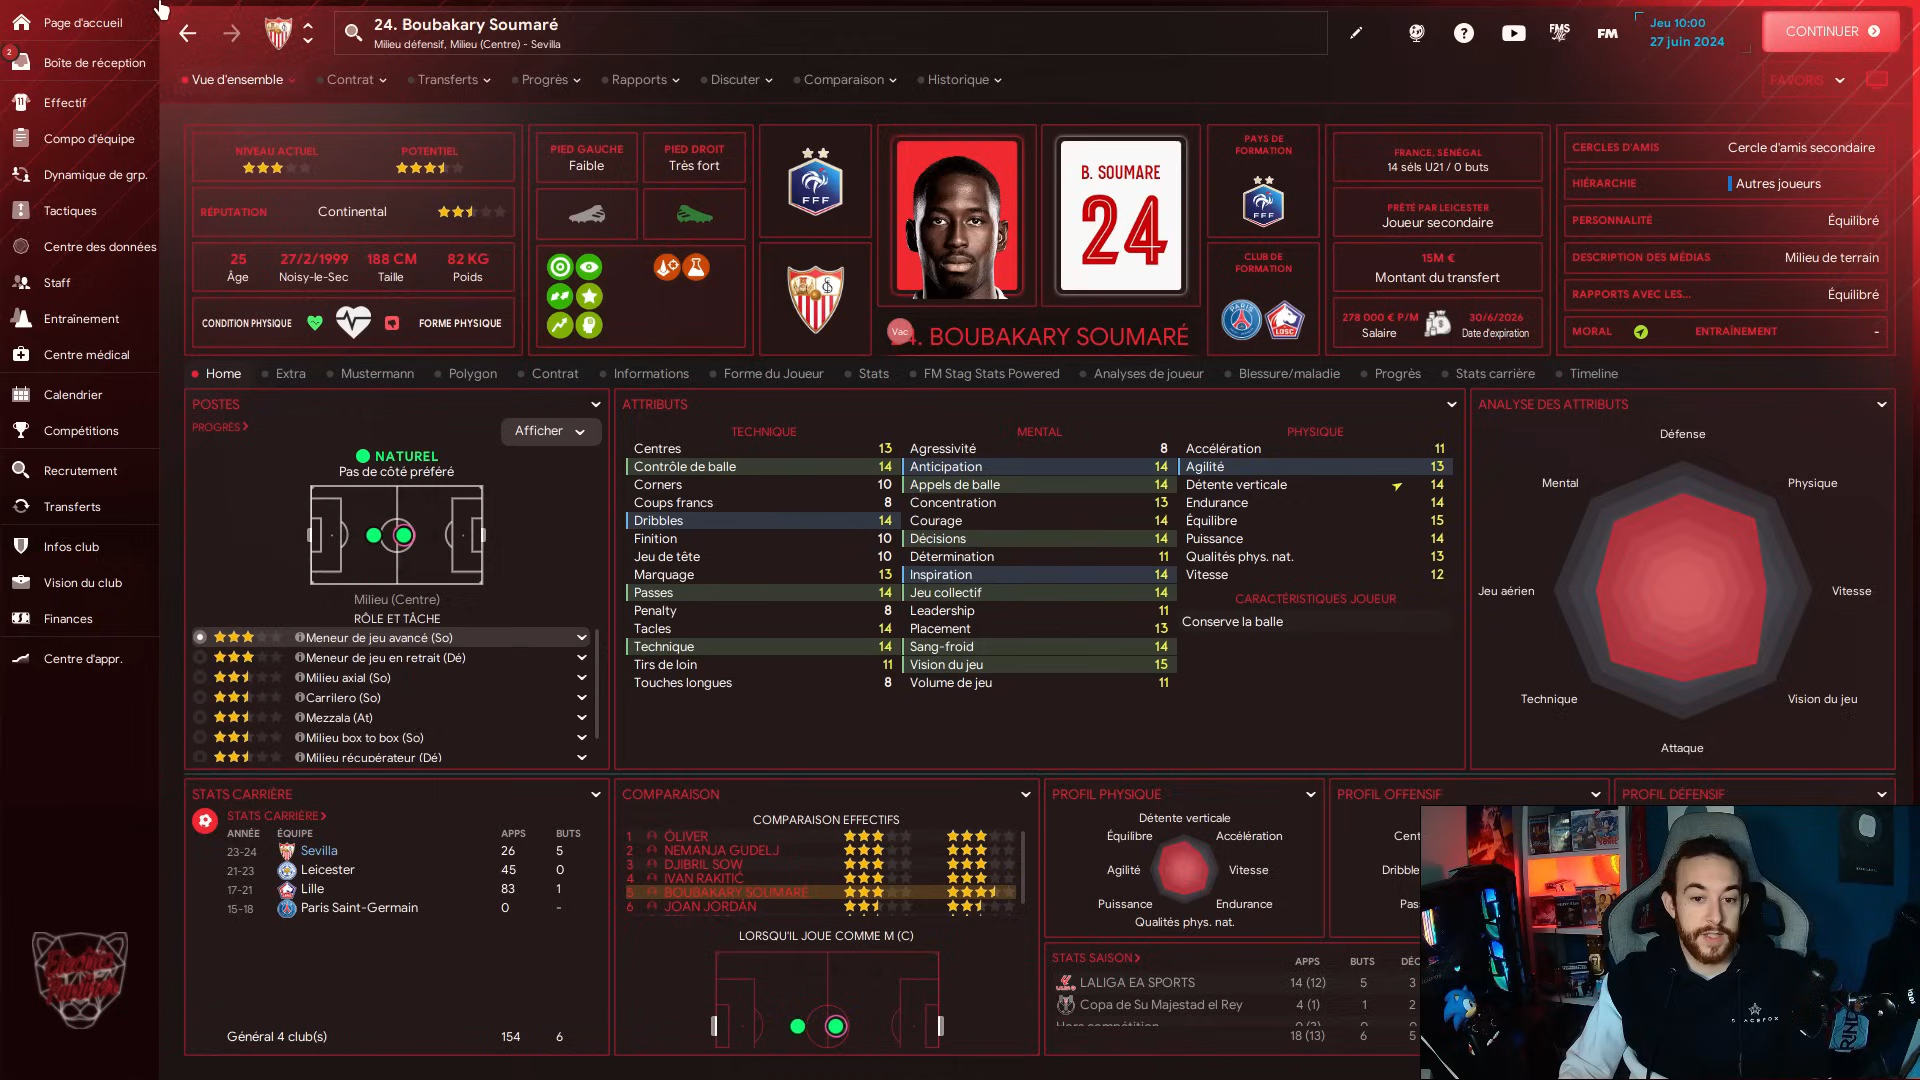 Page d'accueil
2
Boîte de réception
Effectif
Compo d'équipe
Dynamique de grp.
Tactiques
Centre des données
Staff
Entraînement
Centre médical
Calendrier
Compétitions
Recrutement
Transferts
Infos club
Vision du club
Finances
Centre d'appr.
24. Boubakary Soumaré
Milieu défensif, Milieu (Centre) - Sevilla
FMS
FM
Jeu 10:00
27 juin 2024
CONTINUER
Vue d'ensemble
Contrat
Transferts
Progrès
Rapports
Discuter
Comparaison
Historique
FAVORIS
NIVEAU ACTUEL
POTENTIEL
RÉPUTATION
Continental
25
Âge
27/2/1999
Noisy-le-Sec
188 CM
Taille
82 KG
Poids
CONDITION PHYSIQUE
FORME PHYSIQUE
PIED GAUCHE
Faible
PIED DROIT
Très fort
FFF
B. SOUMARE
24
Vac
24. BOUBAKARY SOUMARÉ
PAYS DE FORMATION
FFF
CLUB DE FORMATION
PARIS
LOSC
FRANCE, SÉNÉGAL
14 séls U21 / 0 buts
PRÊTÉ PAR LEICESTER
Joueur secondaire
15M €
Montant du transfert
278 000 € P/M
Salaire
30/6/2026
Date d'expiration
CERCLES D'AMIS
Cercle d'amis secondaire
HIÉRARCHIE
Autres joueurs
PERSONNALITÉ
Équilibré
DESCRIPTION DES MÉDIAS
Milieu de terrain
RAPPORTS AVEC LES...
Équilibré
MORAL
ENTRAÎNEMENT
-
Home
Extra
Mustermann
Polygon
Contrat
Informations
Forme du Joueur
Stats
FM Stag Stats Powered
Analyses de joueur
Blessure/maladie
Progrès
Stats carrière
Timeline
POSTES
PROGRÈS
Afficher
NATUREL
Pas de côté préféré
Milieu (Centre)
RÔLE ET TÂCHE
Meneur de jeu avancé (So)
Meneur de jeu en retrait (Dé)
Milieu axial (So)
Carrilero (So)
Mezzala (At)
Milieu box to box (So)
Milieu récupérateur (Dé)
ATTRIBUTS
TECHNIQUE
Centres 13
Contrôle de balle 14
Corners 10
Coups francs 8
Dribbles 14
Finition 10
Jeu de tête 10
Marquage 13
Passes 14
Penalty 8
Tacles 14
Technique 14
Tirs de loin 11
Touches longues 8
MENTAL
Agressivité 8
Anticipation 14
Appels de balle 14
Concentration 13
Courage 14
Décisions 14
Détermination 11
Inspiration 14
Jeu collectif 14
Leadership 11
Placement 13
Sang-froid 14
Vision du jeu 15
Volume de jeu 11
PHYSIQUE
Accélération 11
Agilité 13
Détente verticale 14
Endurance 14
Équilibre 15
Puissance 14
Qualités phys. nat. 13
Vitesse 12
CARACTÉRISTIQUES JOUEUR
Conserve la balle
ANALYSE DES ATTRIBUTS
Défense
Mental
Physique
Jeu aérien
Vitesse
Technique
Vision du jeu
Attaque
STATS CARRIÈRE
STATS CARRIÈRE
ANNÉE ÉQUIPE APPS BUTS
23-24 Sevilla 26 5
21-23 Leicester 45 0
17-21 Lille 83 1
15-18 Paris Saint-Germain 0 -
Général 4 club(s) 154 6
COMPARAISON
COMPARAISON EFFECTIFS
1 ÓLIVER
2 NEMANJA GUDELJ
3 DJIBRIL SOW
4 IVAN RAKITIĆ
5 BOUBAKARY SOUMARÉ
6 JOAN JORDÁN
LORSQU'IL JOUE COMME M (C)
PROFIL PHYSIQUE
Détente verticale
Équilibre
Accélération
Agilité
Vitesse
Puissance
Endurance
Qualités phys. nat.
PROFIL OFFENSIF
Cent
Dribble
Pas
PROFIL DÉFENSIF
STATS SAISON
APPS BUTS DÉC
LALIGA EA SPORTS 14 (12) 5 3
Copa de Su Majestad el Rey 4 (1) 1 2
18 (13) 6 5